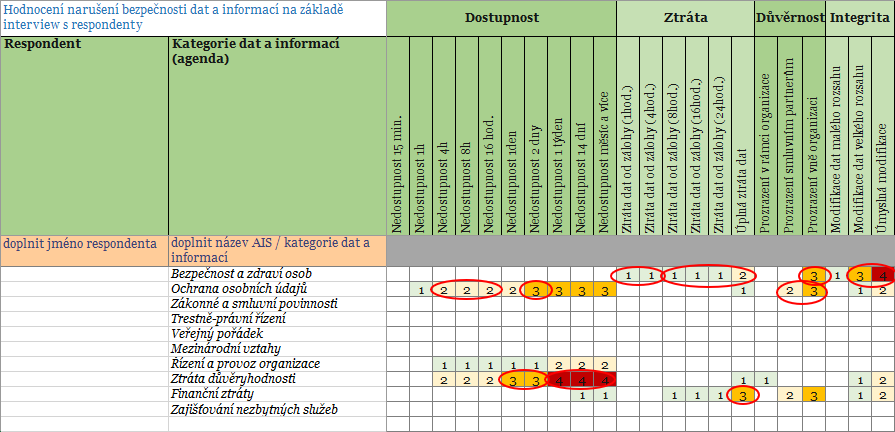 Hodnocení narušení bezpečnosti dat a informací na základě
interview s respondenty
Dostupnost Ztráta Důvěrnost Integrita
Respondent Kategorie dat a informací
(agenda)
Nedostupnost 15 min.
Nedostupnost 1h
Nedostupnost 4h
Nedostupnost 8h
Nedostupnost 16 hod.
Nedostupnost 1den
Nedostupnost 2 dny
Nedostupnost 1 týden
Nedostupnost 14 dní
Nedostupnost měsíc a více
Ztráta dat od zálohy (1hod.)
Ztráta dat od zálohy (4hod.)
Ztráta dat od zálohy (8hod.)
Ztráta dat od zálohy (16hod.)
Ztráta dat od zálohy (24hod.)
Úplná ztráta dat
Prozrazení v rámci organizace
Prozrazení smluvním partnerům
Prozrazení vně organizaci
Modifikace dat malého rozsahu
Modifikace dat velkého rozsahu
Úmyslná modifikace
doplnit jméno respondenta doplnit název AIS / kategorie dat a
informací
Bezpečnost a zdraví osob 1 1 1 1 1 2 3 1 3 4
Ochrana osobních údajů 1 2 2 2 2 3 3 3 3 1 2 3 1 2
Zákonné a smluvní povinnosti
Trestně-právní řízení
Veřejný pořádek
Mezinárodní vztahy
Řízení a provoz organizace 1 1 1 1 1 2 2 2
Ztráta důvěryhodnosti 2 2 2 3 3 4 4 4 1 1 1 2
Finanční ztráty 1 1 1 1 1 3 2 3 1 2
Zajišťování nezbytných služeb